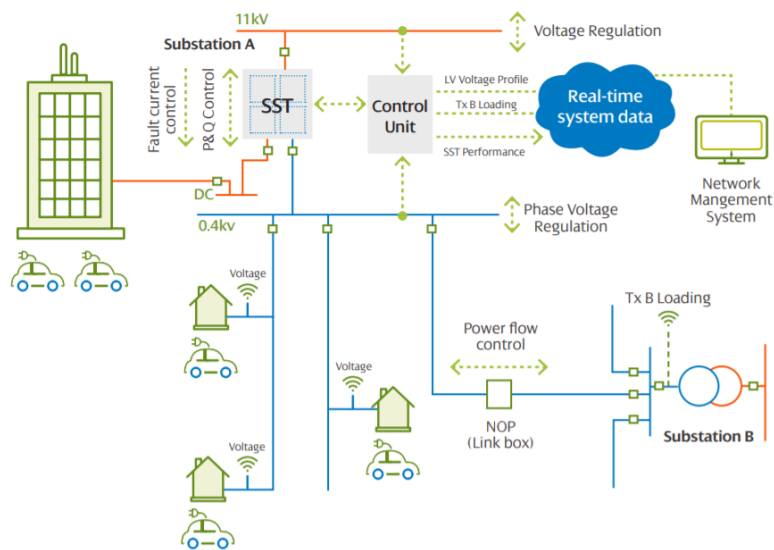 11kV
Voltage Regulation
Substation A
Fault current
control
P&Q Control
SST
Control
Unit
LV Voltage Profile
Tx B Loading
SST Performance
Real-time
system data
Network
Mangement
System
DC
0.4kv
Phase Voltage
Regulation
Voltage
Voltage
Voltage
Power flow
control
NOP
(Link box)
Tx B Loading
Substation B